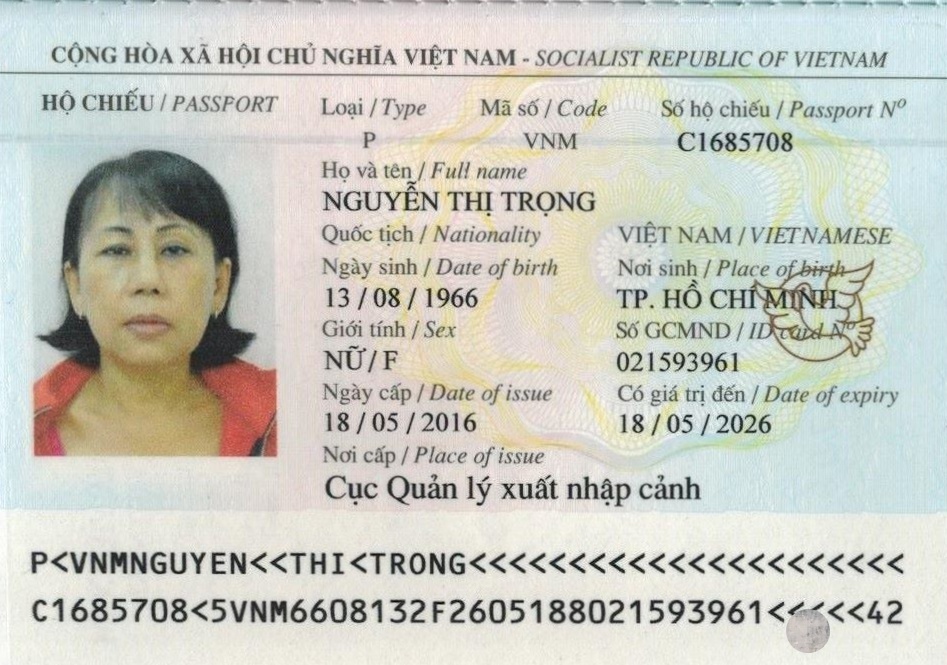 CỘNG HÒA XÃ HỘI CHỦ NGHĨA VIỆT NAM - SOCIALIST REPUBLIC OF VIETNAM
HỘ CHIẾU / PASSPORT
Loại / Type Mã số / Code Số hộ chiếu / Passport Nº
P VNM C1685708
Họ và tên / Full name
NGUYỄN THỊ TRỌNG
Quốc tịch / Nationality VIỆT NAM / VIETNAMESE
Ngày sinh / Date of birth Nơi sinh / Place of birth
13 / 08 / 1966 TP. HỒ CHÍ MINH
Giới tính / Sex Số GCMND / ID card Nº
NỮ / F 021593961
Ngày cấp / Date of issue Có giá trị đến / Date of expiry
18 / 05 / 2016 18 / 05 / 2026
Nơi cấp / Place of issue
Cục Quản lý xuất nhập cảnh
P<VNMNGUYEN<<THI<TRONG<<<<<<<<<<<<<<<<<<<<<<
C1685708<5VNM6608132F2605188021593961<<<<<42